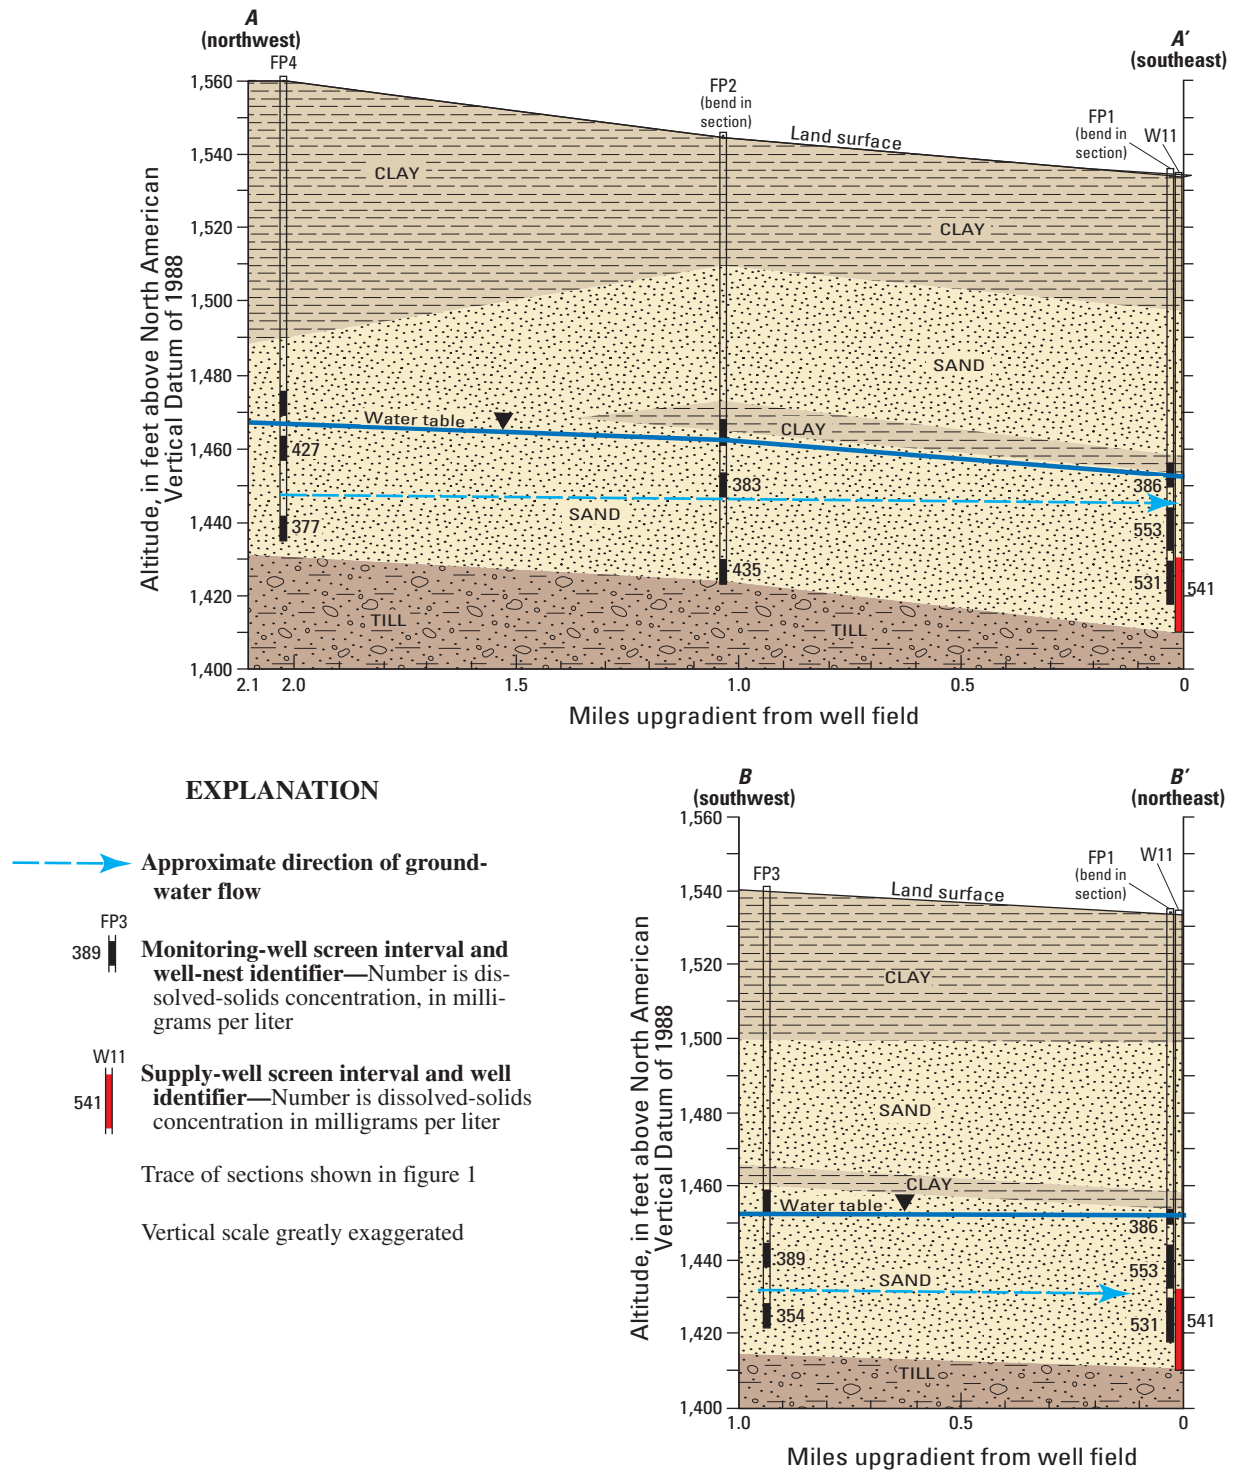 A
(northwest)
FP4
A'
(southeast)
FP2
(bend in
section)
FP1
(bend in
section)
W11
Land surface
1,560
1,540
1,520
1,500
1,480
1,460
1,440
1,420
1,400
Altitude, in feet above North American
Vertical Datum of 1988
CLAY
CLAY
SAND
Water table
CLAY
427
383
386
SAND
377
553
435
531
541
TILL
TILL
2.1
2.0
1.5
1.0
0.5
0
Miles upgradient from well field
EXPLANATION
Approximate direction of ground-
water flow
FP3
389
Monitoring-well screen interval and
well-nest identifier—Number is dis-
solved-solids concentration, in milli-
grams per liter
W11
541
Supply-well screen interval and well
identifier—Number is dissolved-solids
concentration in milligrams per liter
Trace of sections shown in figure 1
Vertical scale greatly exaggerated
B
(southwest)
B'
(northeast)
FP3
FP1
(bend in
section)
W11
Land surface
1,560
1,540
1,520
1,500
1,480
1,460
1,440
1,420
1,400
Altitude, in feet above North American
Vertical Datum of 1988
CLAY
SAND
CLAY
Water table
386
389
553
SAND
354
531
541
TILL
1.0
0.5
0
Miles upgradient from well field